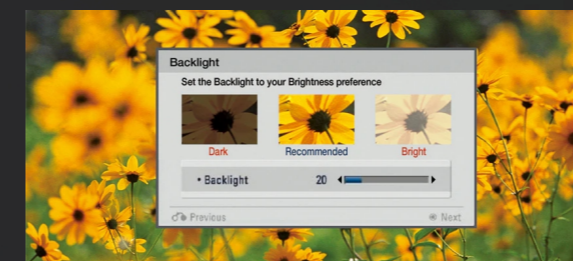 Backlight
Set the Backlight to your Brightness preference
Dark Recommended Bright
• Backlight 20
Previous Next